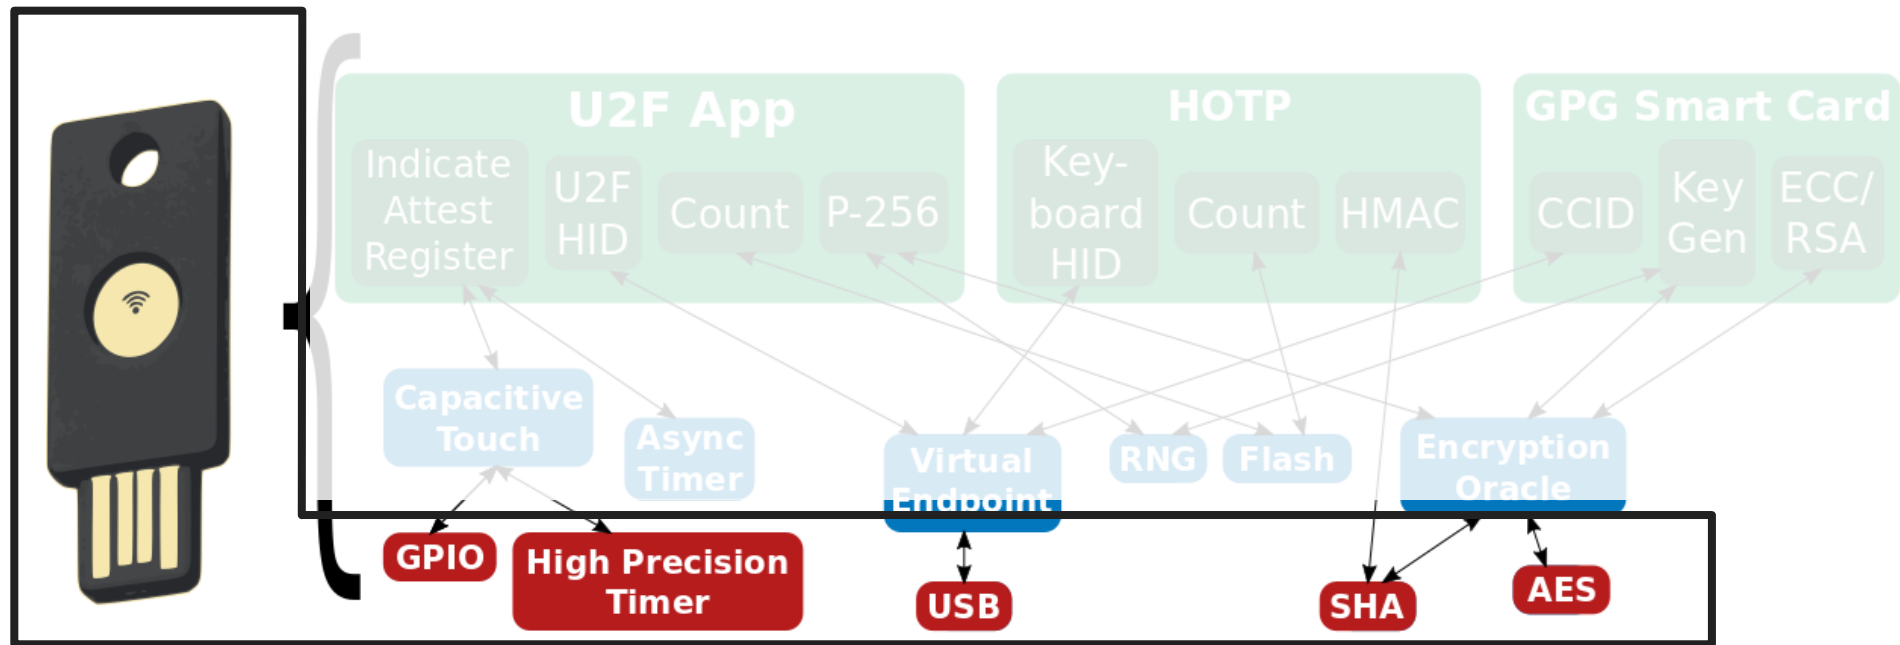 U2F App
HOTP
GPG Smart Card
Indicate
Attest
Register
U2F
HID
Count
P-256
Key-
board
HID
Count
HMAC
CCID
Key
Gen
ECC/
RSA
Capacitive
Touch
Async
Timer
Virtual
Endpoint
RNG
Flash
Encryption
Oracle
GPIO
High Precision
Timer
USB
SHA
AES